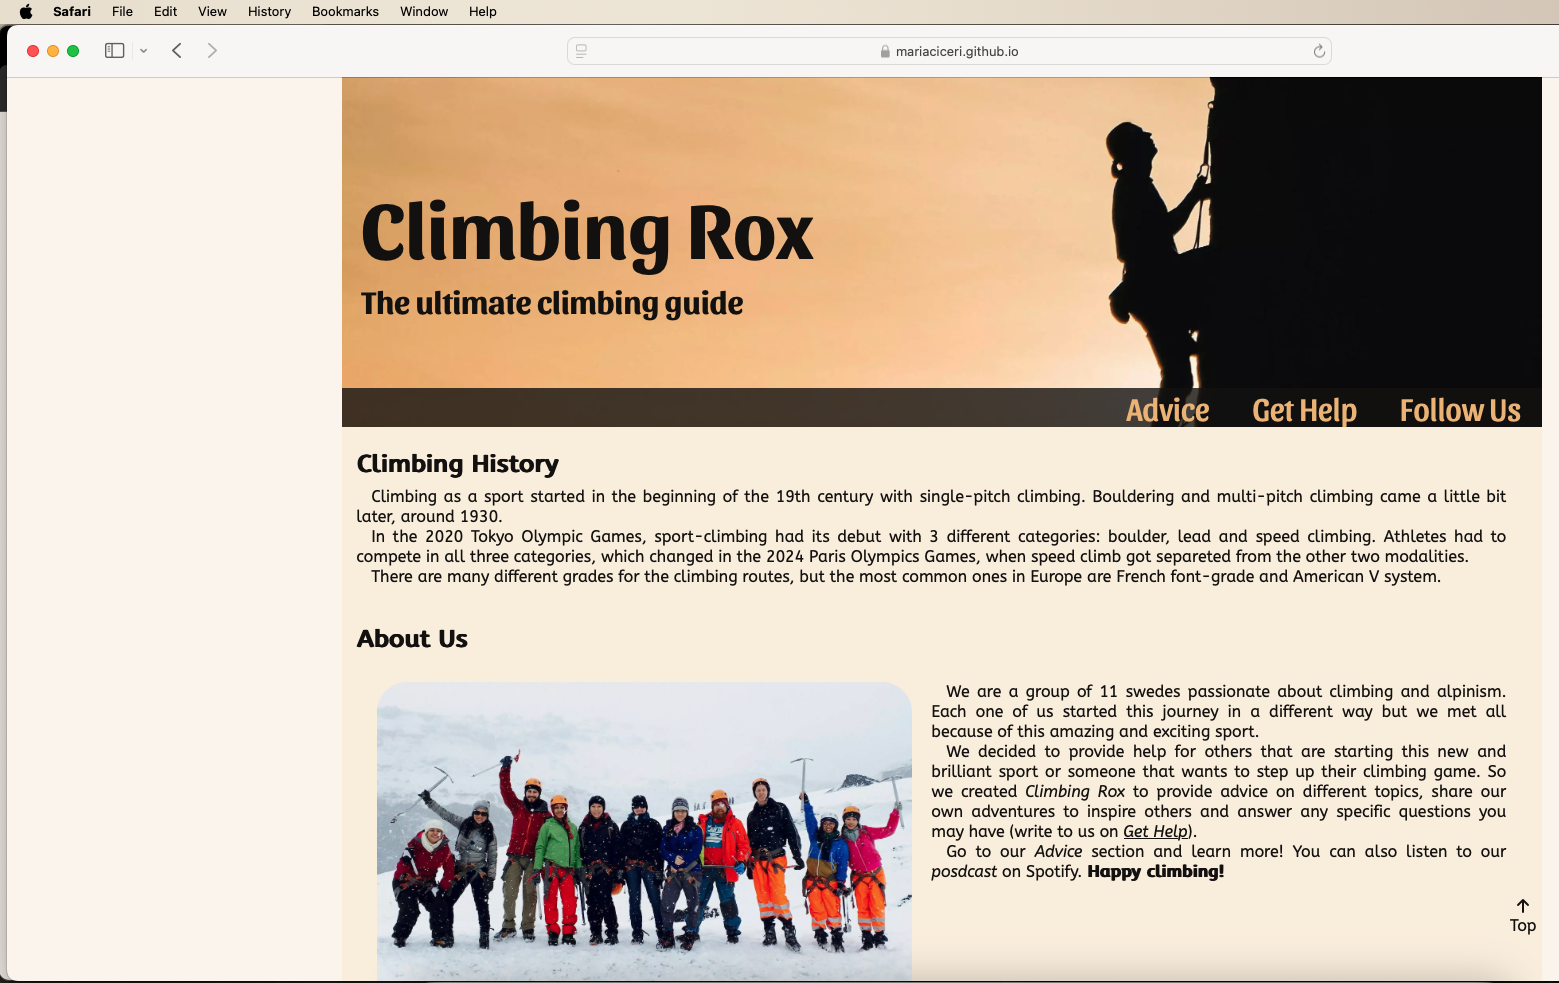 Safari File Edit View History Bookmarks Window Help
mariaciceri.github.io
Climbing Rox
The ultimate climbing guide
Advice Get Help Follow Us
Climbing History
Climbing as a sport started in the beginning of the 19th century with single-pitch climbing. Bouldering and multi-pitch climbing came a little bit
later, around 1930.
In the 2020 Tokyo Olympic Games, sport-climbing had its debut with 3 different categories: boulder, lead and speed climbing. Athletes had to
compete in all three categories, which changed in the 2024 Paris Olympics Games, when speed climb got separeted from the other two modalities.
There are many different grades for the climbing routes, but the most common ones in Europe are French font-grade and American V system.
About Us
We are a group of 11 swedes passionate about climbing and alpinism.
Each one of us started this journey in a different way but we met all
because of this amazing and exciting sport.
We decided to provide help for others that are starting this new and
brilliant sport or someone that wants to step up their climbing game. So
we created Climbing Rox to provide advice on different topics, share our
own adventures to inspire others and answer any specific questions you
may have (write to us on Get Help).
Go to our Advice section and learn more! You can also listen to our
posdcast on Spotify. Happy climbing!
Top